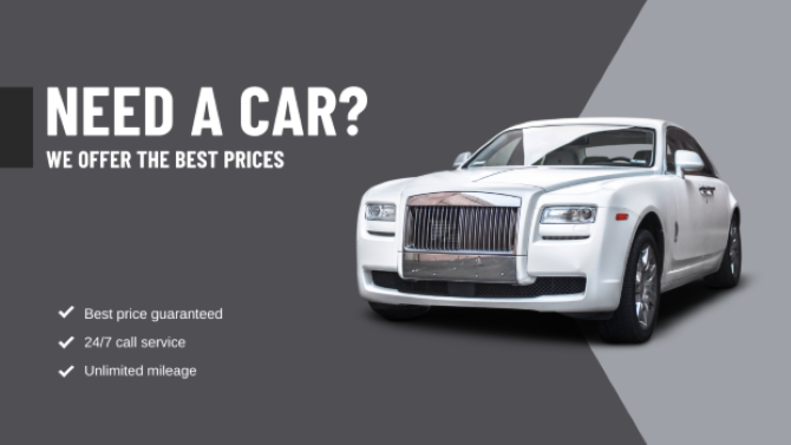 NEED A CAR?
WE OFFER THE BEST PRICES
Best price guaranteed
24/7 call service
Unlimited mileage